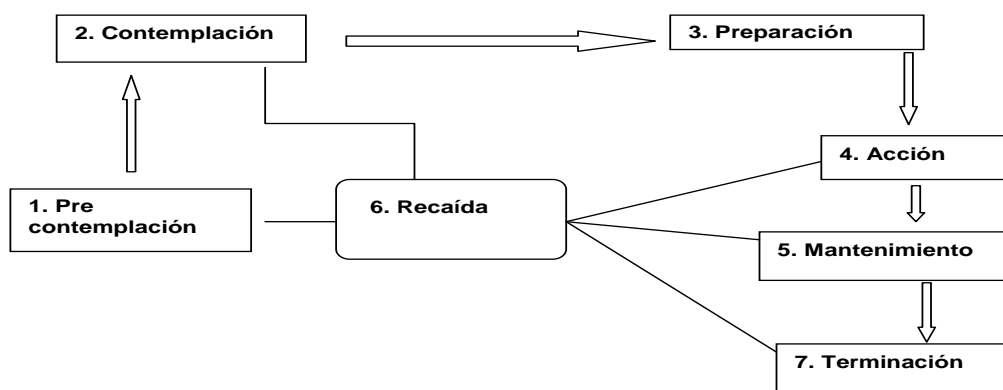 2. Contemplación
3. Preparación
4. Acción
1. Pre
contemplación
6. Recaída
5. Mantenimiento
7. Terminación